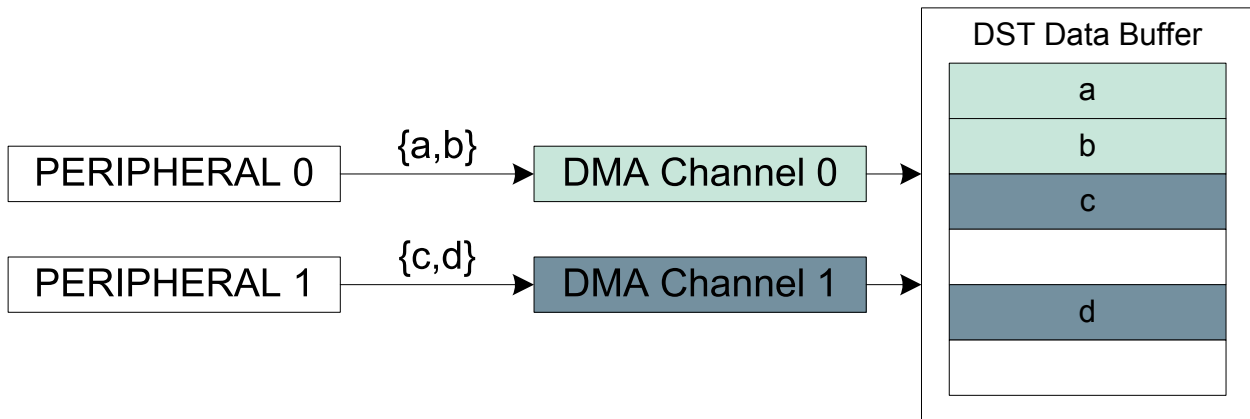 DST Data Buffer
a
b
c
d
{a,b}
PERIPHERAL 0
DMA Channel 0
{c,d}
PERIPHERAL 1
DMA Channel 1